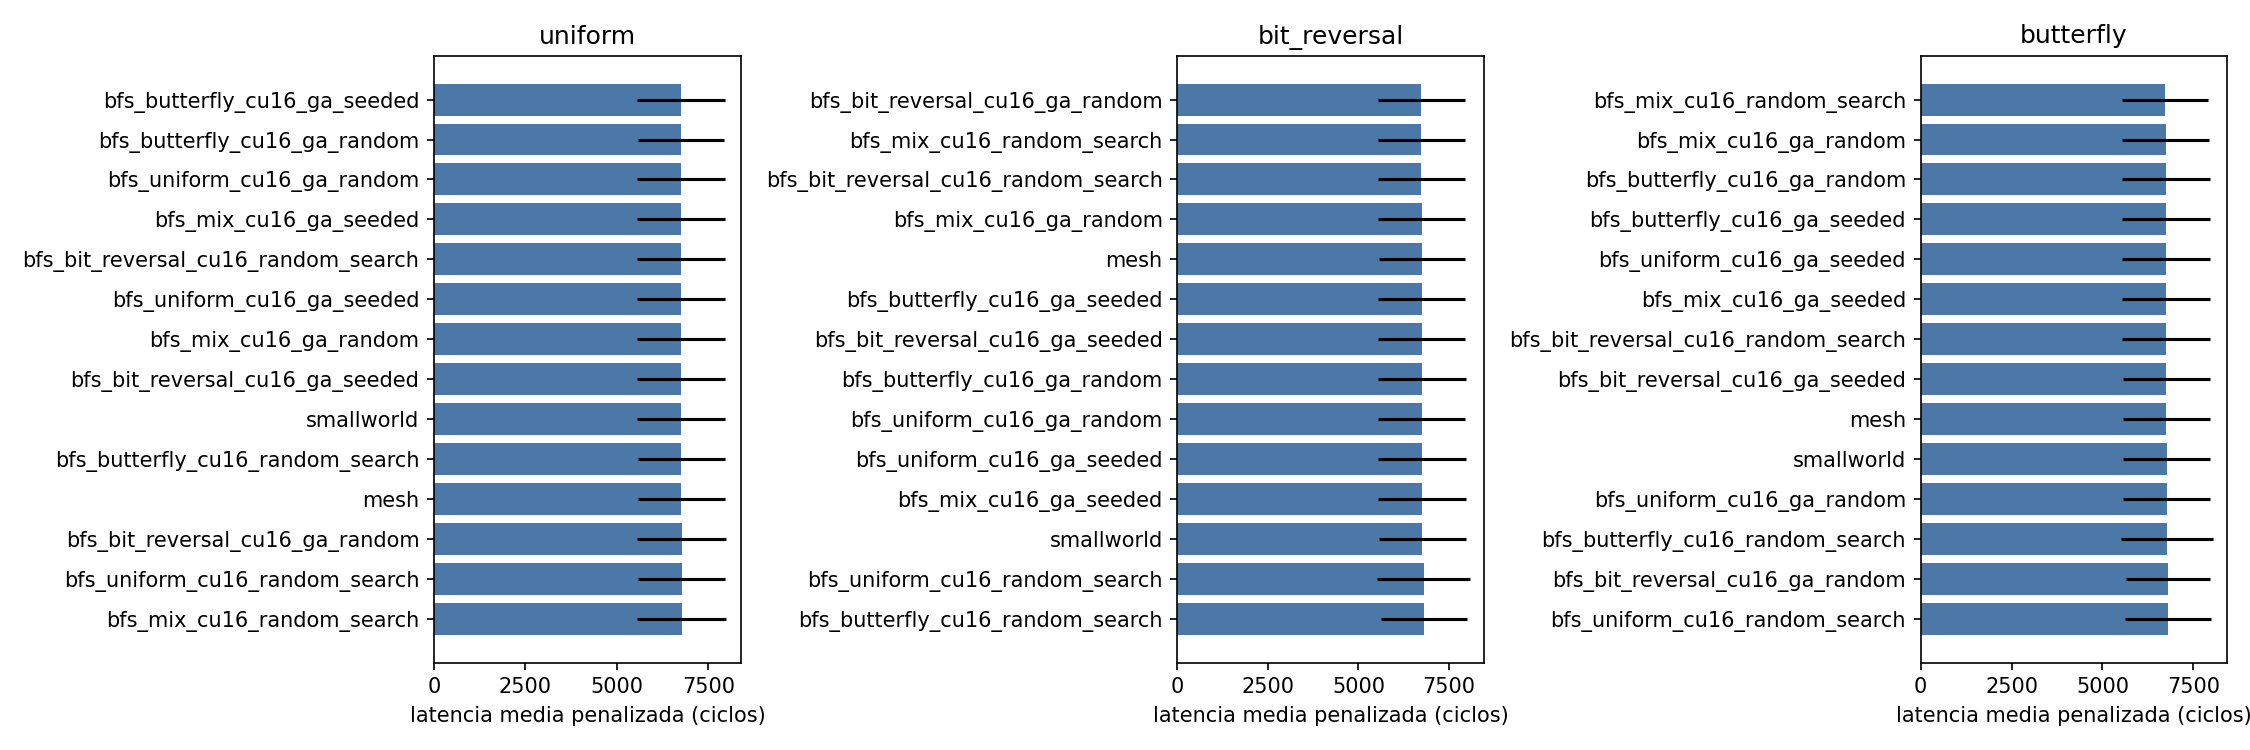 uniform
bfs_butterfly_cu16_ga_seeded
bfs_butterfly_cu16_ga_random
bfs_uniform_cu16_ga_random
bfs_mix_cu16_ga_seeded
bfs_bit_reversal_cu16_random_search
bfs_uniform_cu16_ga_seeded
bfs_mix_cu16_ga_random
bfs_bit_reversal_cu16_ga_seeded
smallworld
bfs_butterfly_cu16_random_search
mesh
bfs_bit_reversal_cu16_ga_random
bfs_uniform_cu16_random_search
bfs_mix_cu16_random_search
0 2500 5000 7500
latencia media penalizada (ciclos)
bit_reversal
bfs_bit_reversal_cu16_ga_random
bfs_mix_cu16_random_search
bfs_bit_reversal_cu16_random_search
bfs_mix_cu16_ga_random
mesh
bfs_butterfly_cu16_ga_seeded
bfs_bit_reversal_cu16_ga_seeded
bfs_butterfly_cu16_ga_random
bfs_uniform_cu16_ga_random
bfs_uniform_cu16_ga_seeded
bfs_mix_cu16_ga_seeded
smallworld
bfs_uniform_cu16_random_search
bfs_butterfly_cu16_random_search
0 2500 5000 7500
latencia media penalizada (ciclos)
butterfly
bfs_mix_cu16_random_search
bfs_mix_cu16_ga_random
bfs_butterfly_cu16_ga_random
bfs_butterfly_cu16_ga_seeded
bfs_uniform_cu16_ga_seeded
bfs_mix_cu16_ga_seeded
bfs_bit_reversal_cu16_random_search
bfs_bit_reversal_cu16_ga_seeded
mesh
smallworld
bfs_uniform_cu16_ga_random
bfs_butterfly_cu16_random_search
bfs_bit_reversal_cu16_ga_random
bfs_uniform_cu16_random_search
0 2500 5000 7500
latencia media penalizada (ciclos)